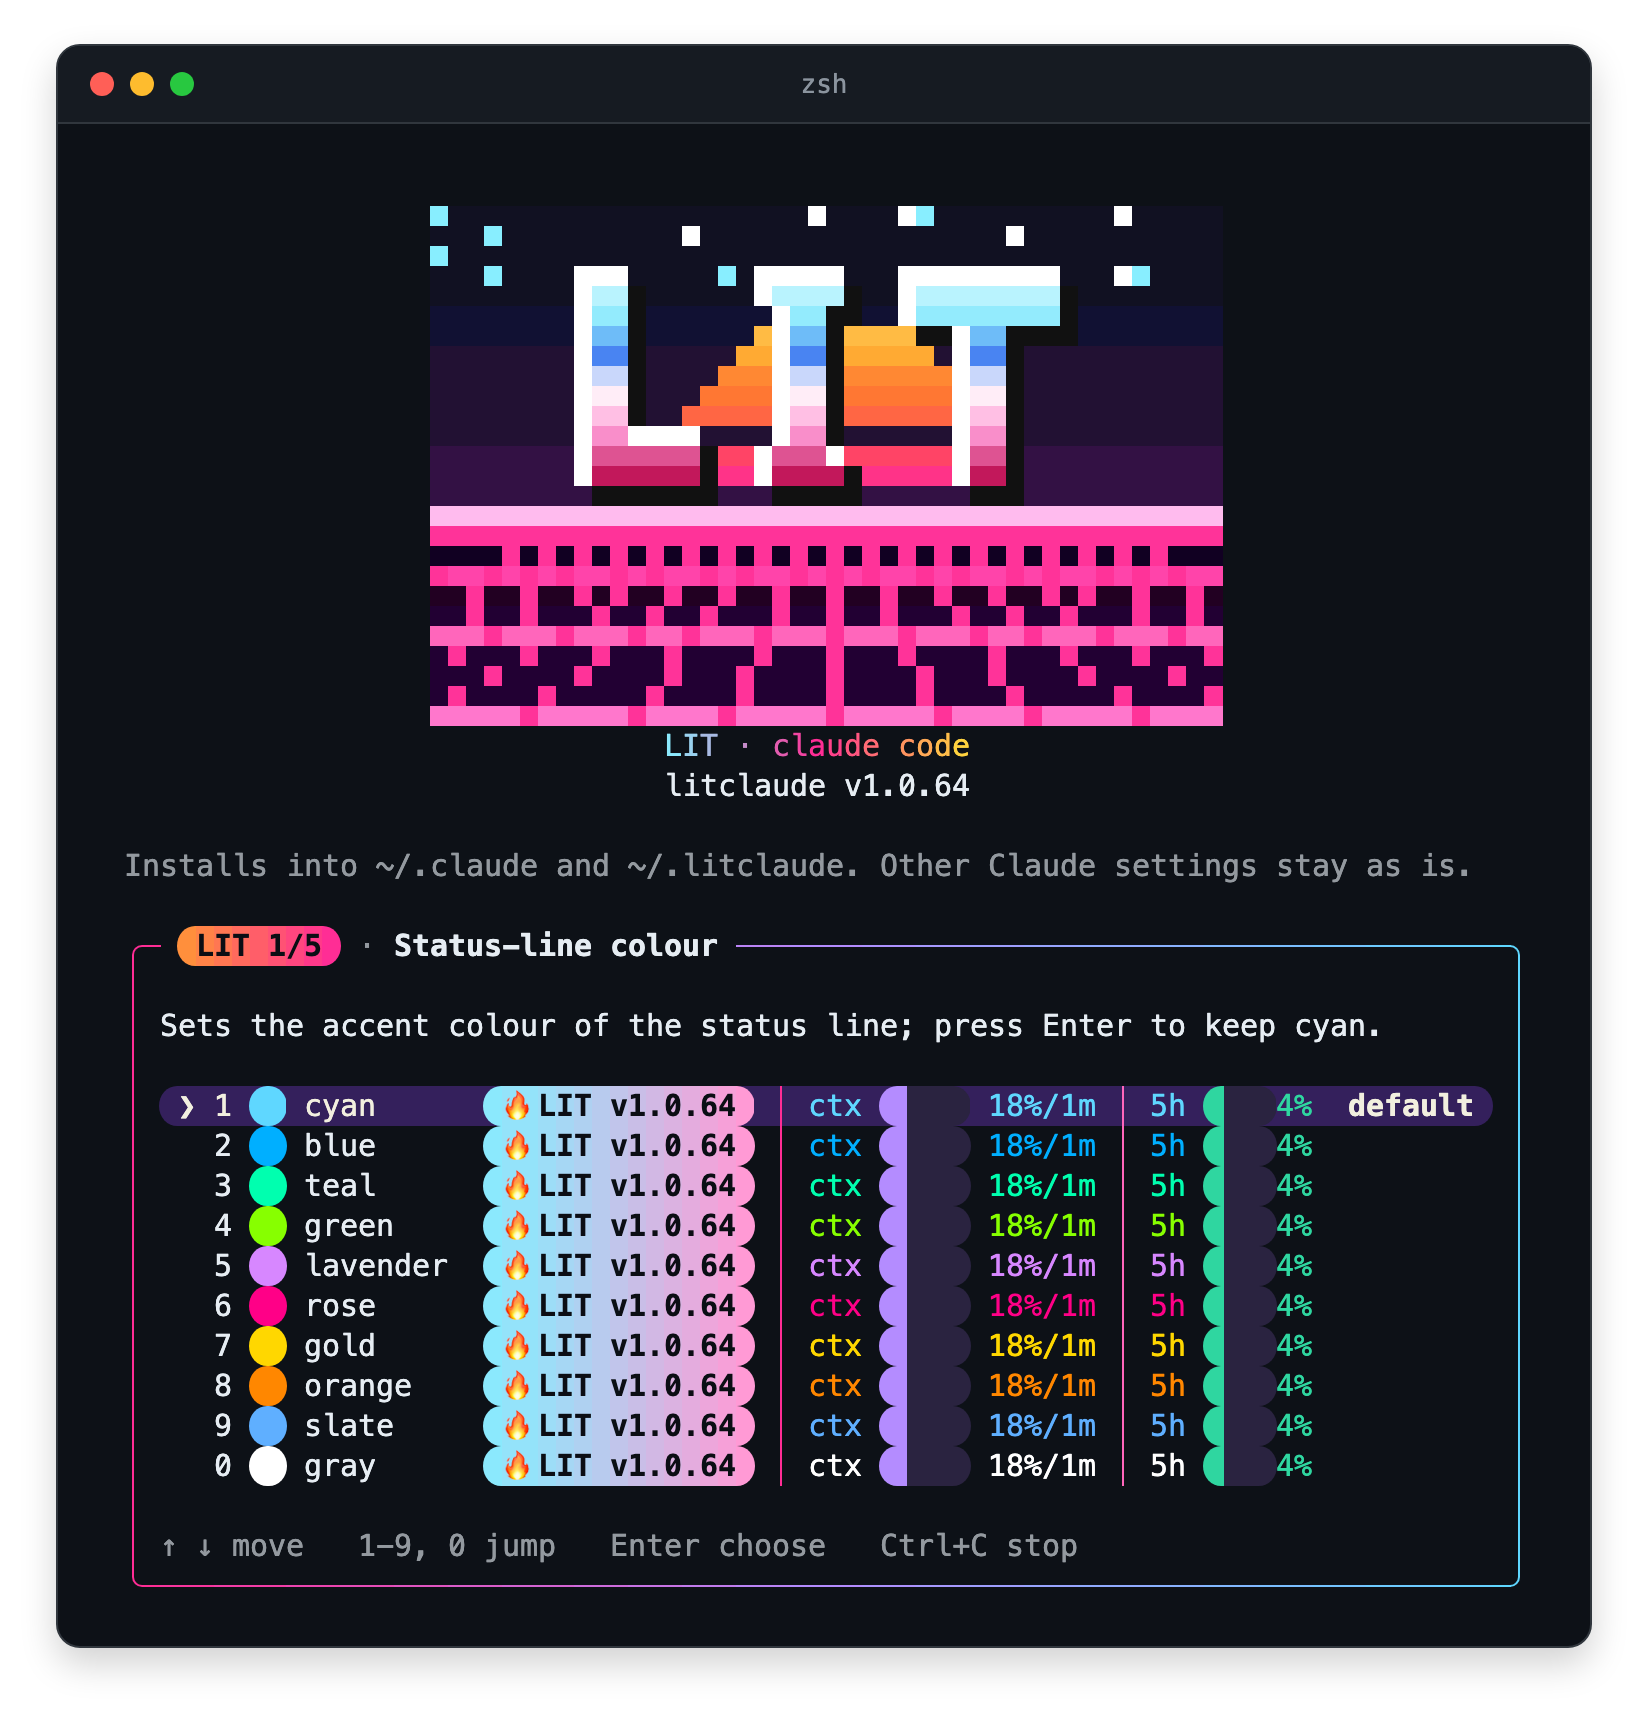 zsh
LIT
LIT · claude code
litclaude v1.0.64
Installs into ~/.claude and ~/.litclaude. Other Claude settings stay as is.
LIT 1/5 · Status-line colour
Sets the accent colour of the status line; press Enter to keep cyan.
❯ 1 cyan 🔥LIT v1.0.64 ctx 18%/1m 5h 4% default
2 blue 🔥LIT v1.0.64 ctx 18%/1m 5h 4%
3 teal 🔥LIT v1.0.64 ctx 18%/1m 5h 4%
4 green 🔥LIT v1.0.64 ctx 18%/1m 5h 4%
5 lavender 🔥LIT v1.0.64 ctx 18%/1m 5h 4%
6 rose 🔥LIT v1.0.64 ctx 18%/1m 5h 4%
7 gold 🔥LIT v1.0.64 ctx 18%/1m 5h 4%
8 orange 🔥LIT v1.0.64 ctx 18%/1m 5h 4%
9 slate 🔥LIT v1.0.64 ctx 18%/1m 5h 4%
0 gray 🔥LIT v1.0.64 ctx 18%/1m 5h 4%
↑ ↓ move 1–9, 0 jump Enter choose Ctrl+C stop